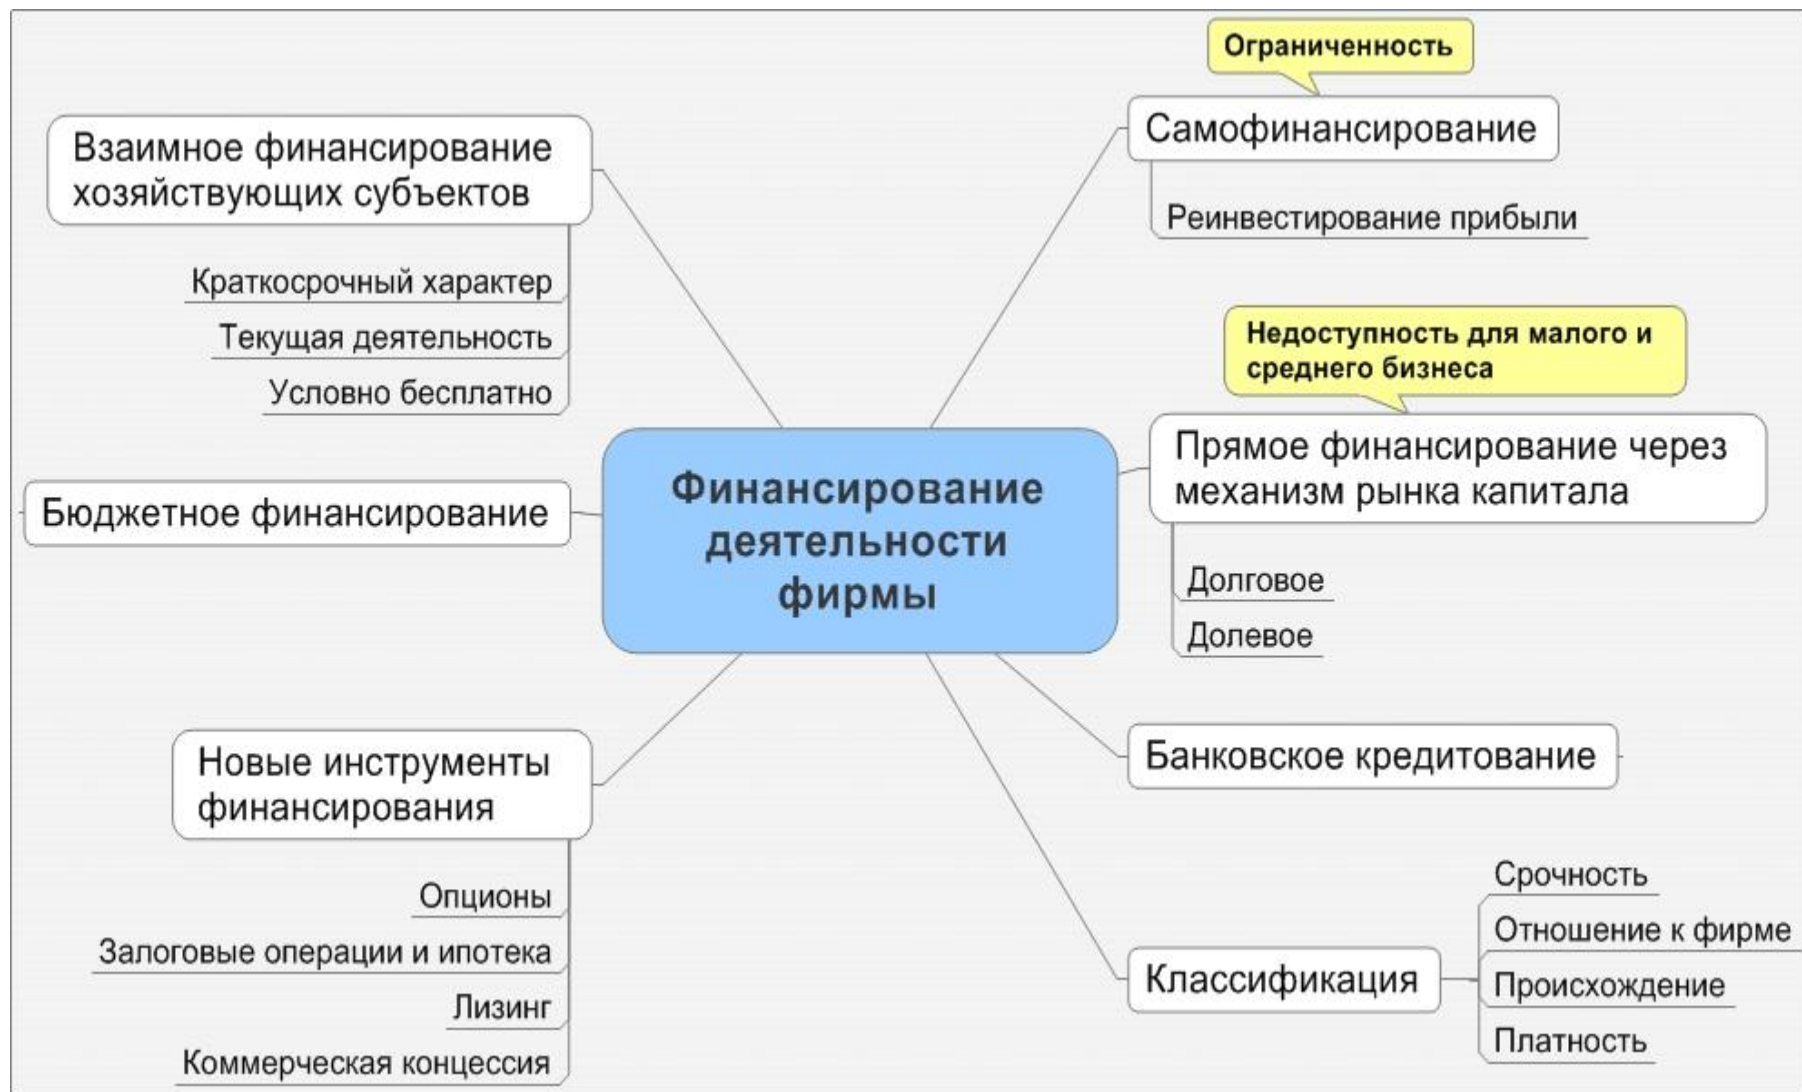 Ограниченность
Самофинансирование
Реинвестирование прибыли
Взаимное финансирование
хозяйствующих субъектов
Краткосрочный характер
Текущая деятельность
Условно бесплатно
Недоступность для малого и
среднего бизнеса
Прямое финансирование через
механизм рынка капитала
Долговое
Долевое
Бюджетное финансирование
Финансирование
деятельности
фирмы
Новые инструменты
финансирования
Опционы
Залоговые операции и ипотека
Лизинг
Коммерческая концессия
Банковское кредитование
Классификация
Срочность
Отношение к фирме
Происхождение
Платность